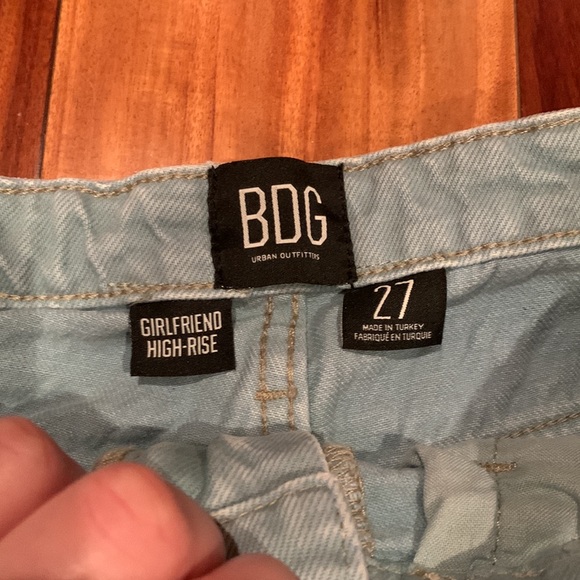 BDG
URBAN OUTFITTERS
GIRLFRIEND
HIGH-RISE
27
MADE IN TURKEY
FABRIQUÉ EN TURQUIE